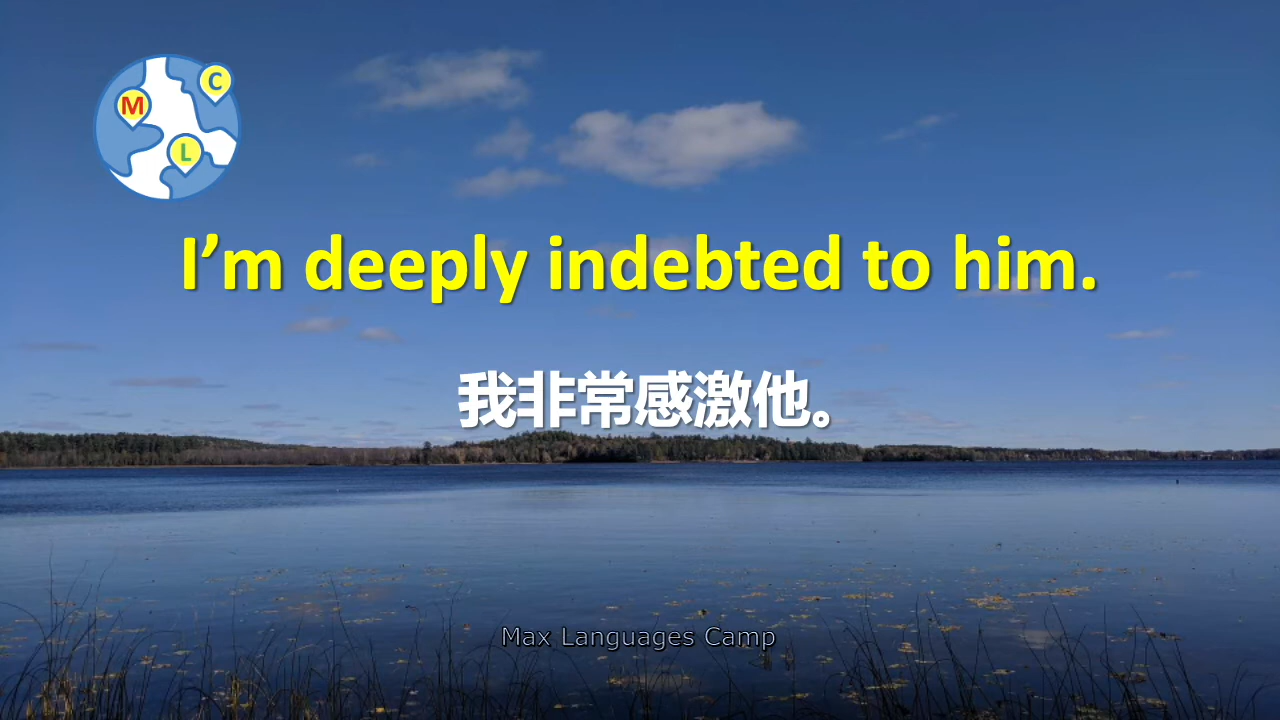 M
C
L
I’m deeply indebted to him.
我非常感激他。
Max Languages Camp